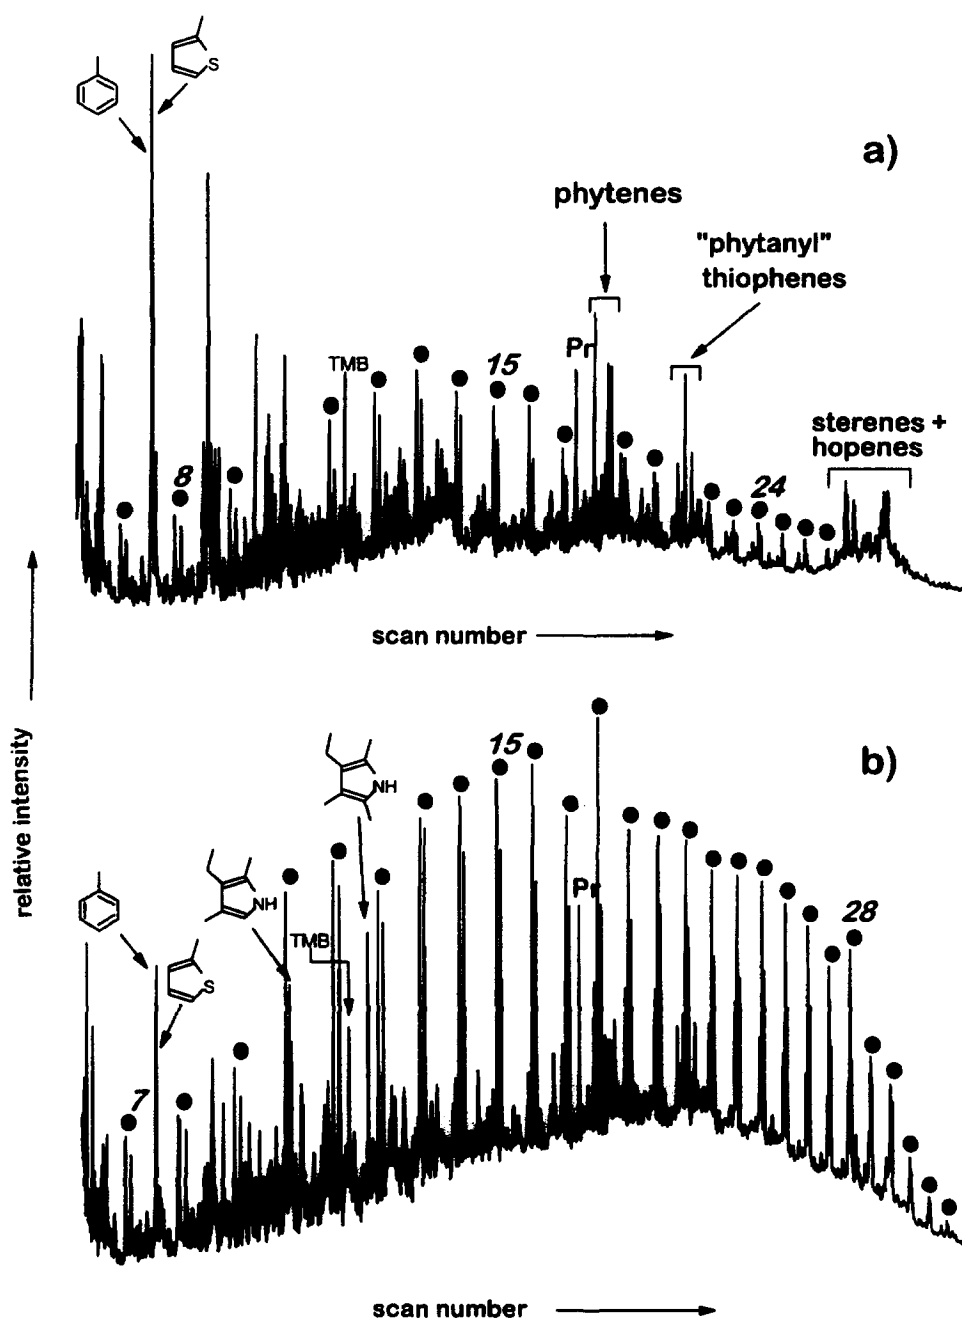 S
a)
phytenes
"phytanyl"
thiophenes
Pr
TMB
15
sterenes +
hopenes
8
24
scan number
relative intensity
b)
15
NH
Pr
NH
TMB
28
S
7
scan number